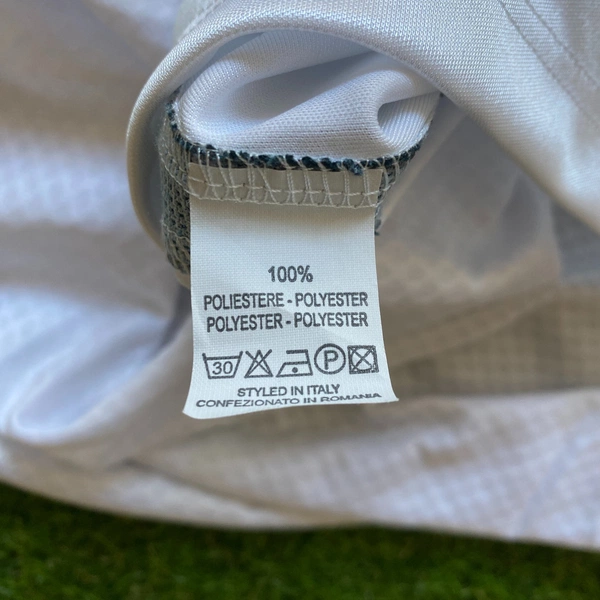 100%
POLIESTERE - POLYESTER
POLYESTER - POLYESTER
30 P
STYLED IN ITALY
CONFEZIONATO IN ROMANIA